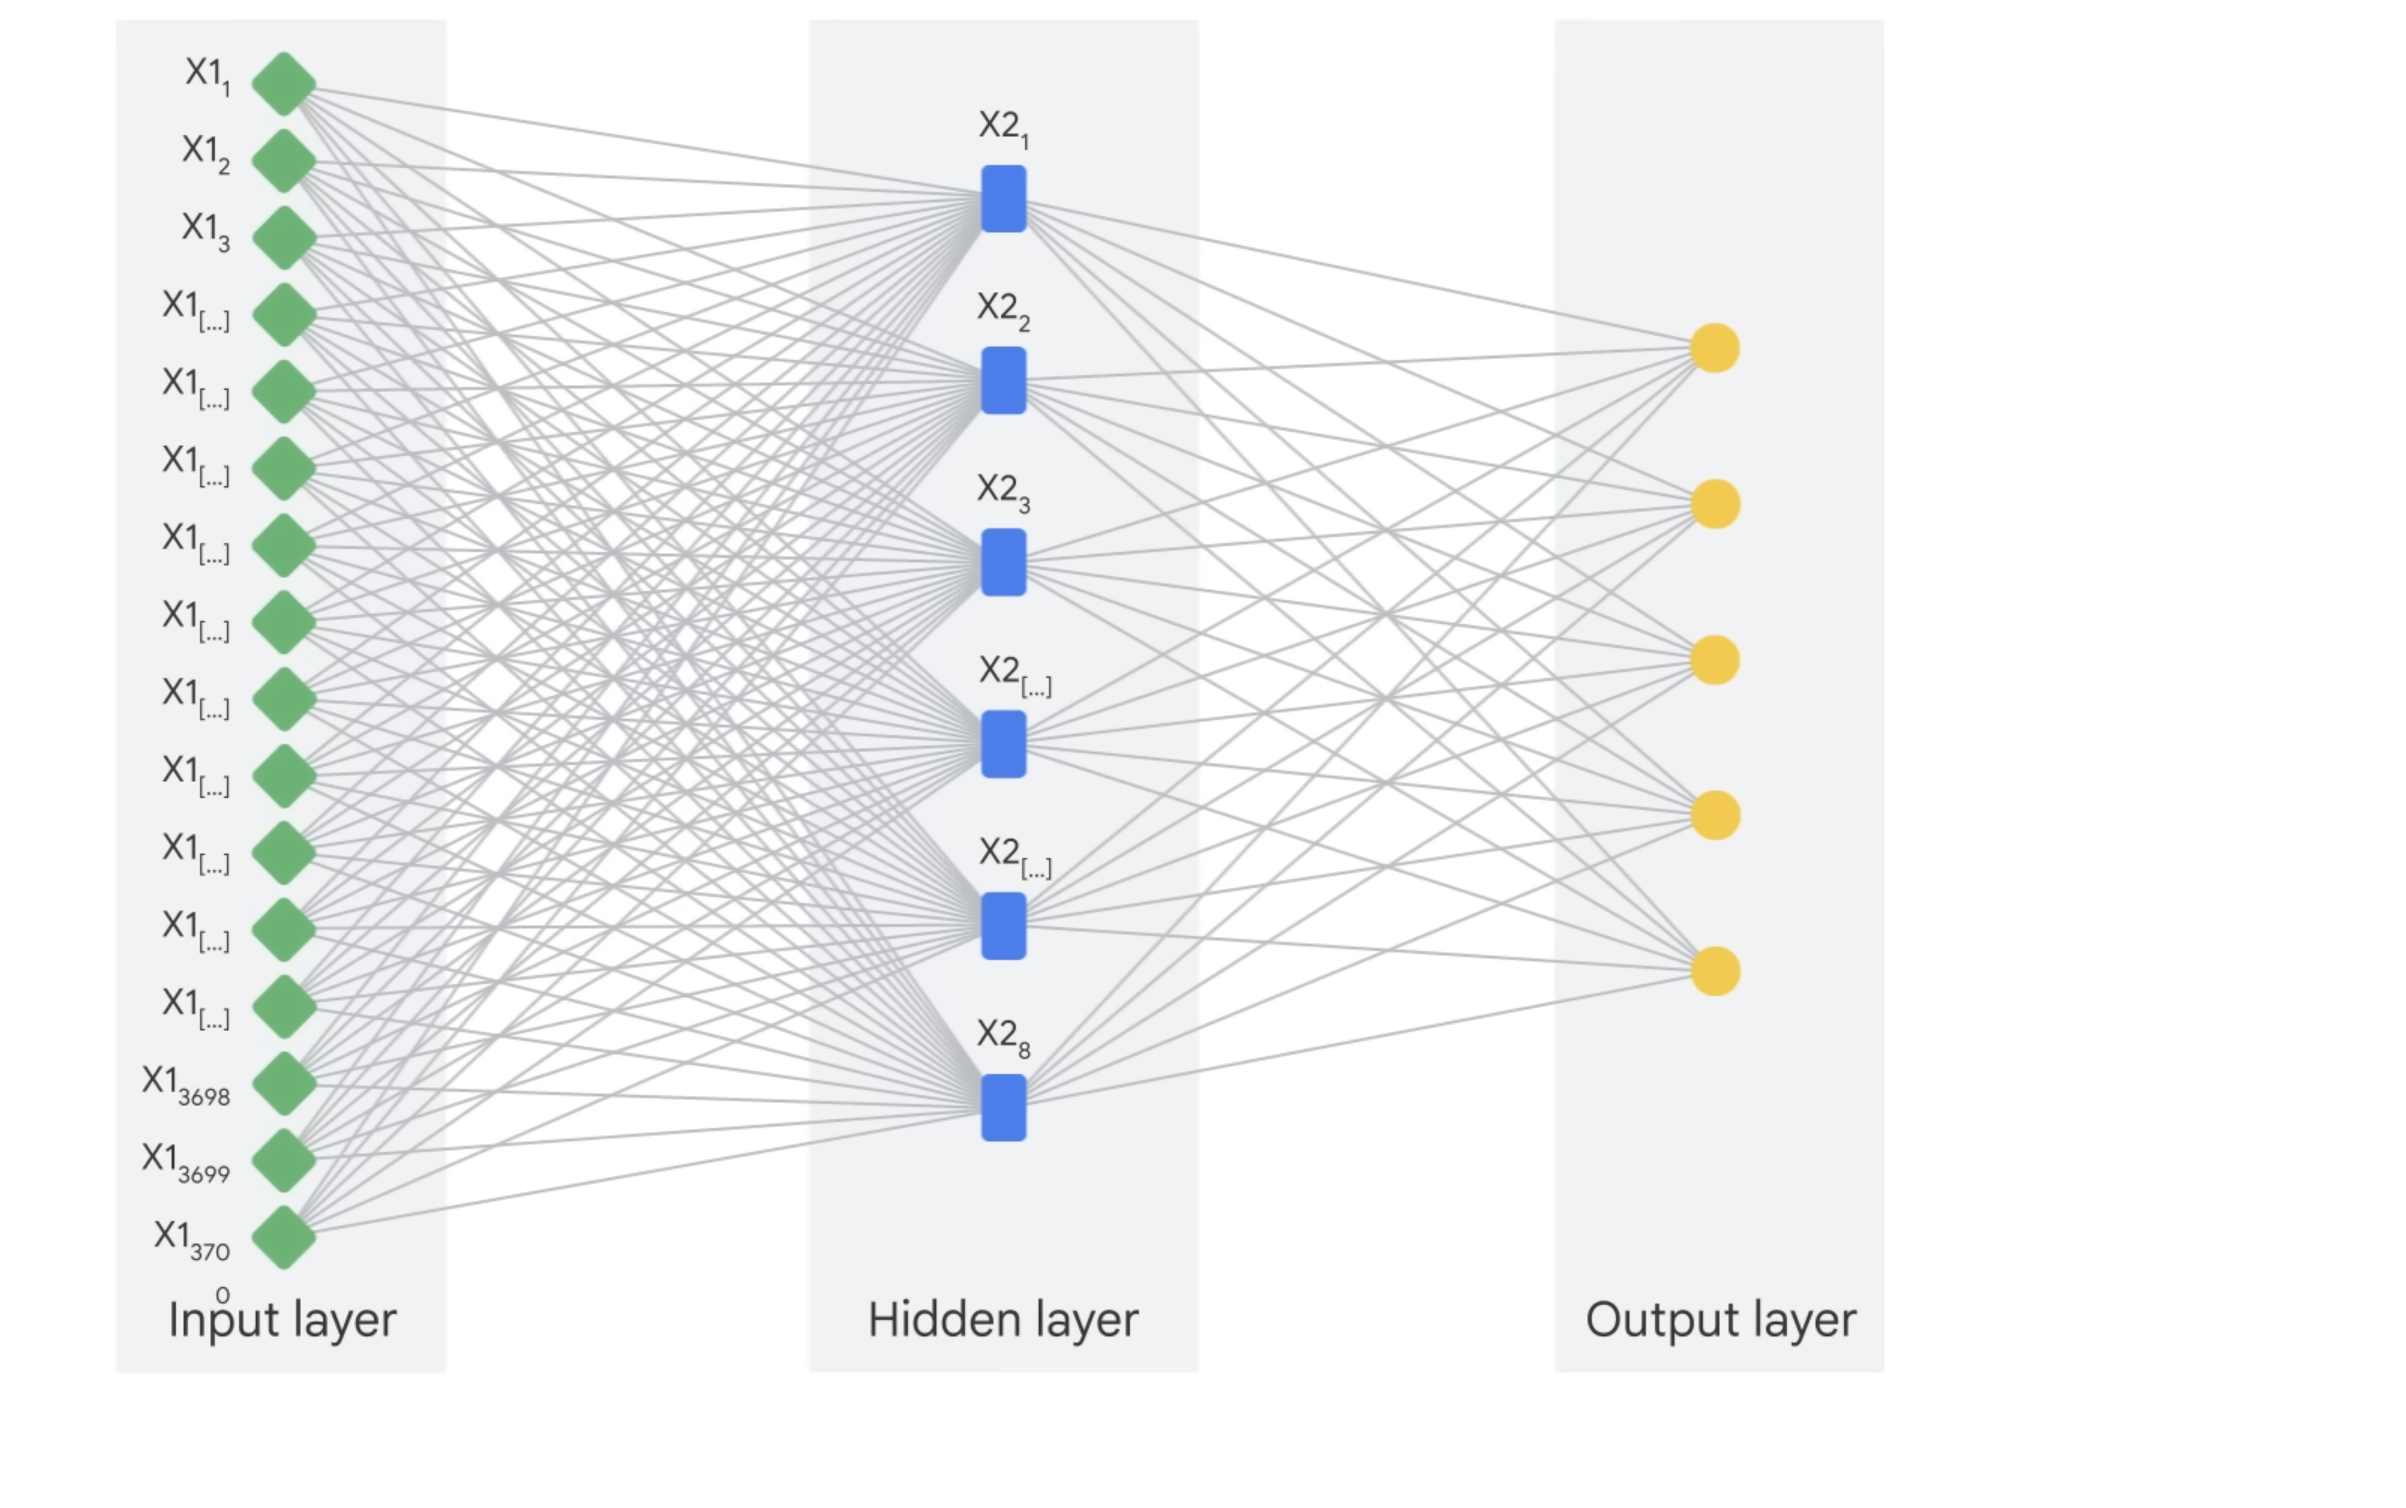 X1₁
X1₂
X1₃
X1[...]
X1[...]
X1[...]
X1[...]
X1[...]
X1[...]
X1[...]
X1[...]
X1[...]
X1[...]
X1₃₆₉₈
X1₃₆₉₉
X1₃₇₀
₀
Input layer
X2₁
X2₂
X2₃
X2[...]
X2[...]
X2₈
Hidden layer
Output layer